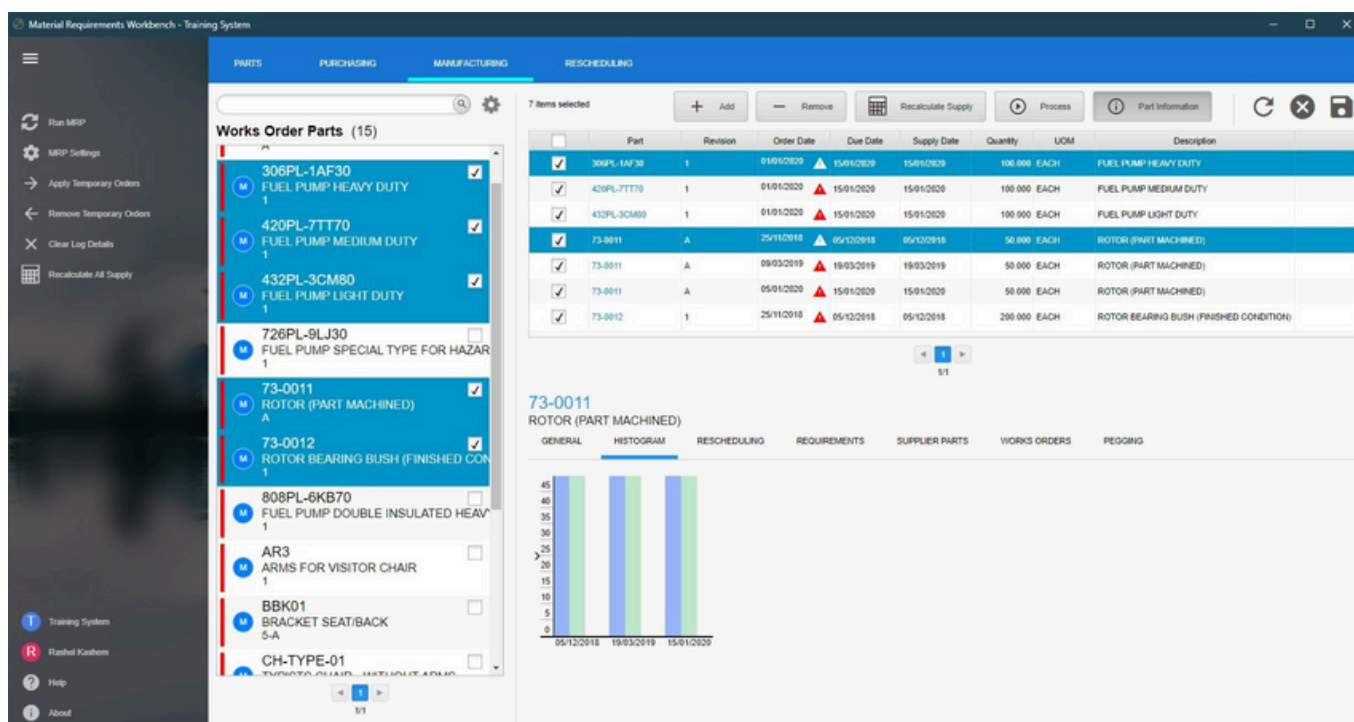 Material Requirements Workbench - Training System
Run MRP
MRP Settings
Apply Temporary Orders
Remove Temporary Orders
Clear Log Details
Recalculate All Supply
T Training System
R Rashel Kashem
? Help
i About
PARTS PURCHASING MANUFACTURING RESCHEDULING
Works Order Parts (15)
A
306PL-1AF30
M FUEL PUMP HEAVY DUTY
1
420PL-7TT70
M FUEL PUMP MEDIUM DUTY
1
432PL-3CM80
M FUEL PUMP LIGHT DUTY
1
726PL-9LJ30
M FUEL PUMP SPECIAL TYPE FOR HAZAR
1
73-0011
M ROTOR (PART MACHINED)
A
73-0012
M ROTOR BEARING BUSH (FINISHED CON
1
808PL-6KB70
M FUEL PUMP DOUBLE INSULATED HEAV
1
AR3
M ARMS FOR VISITOR CHAIR
1
BBK01
M BRACKET SEAT/BACK
5-A
CH-TYPE-01
M TYPISTS CHAIR - WITHOUT ARMS
1
1/1
7 items selected + Add - Remove Recalculate Supply Process i Part Information
Part Revision Order Date Due Date Supply Date Quantity UOM Description
306PL-1AF30 1 01/01/2020 15/01/2020 15/01/2020 100.000 EACH FUEL PUMP HEAVY DUTY
420PL-7TT70 1 01/01/2020 15/01/2020 15/01/2020 100.000 EACH FUEL PUMP MEDIUM DUTY
432PL-3CM80 1 01/01/2020 15/01/2020 15/01/2020 100.000 EACH FUEL PUMP LIGHT DUTY
73-0011 A 25/11/2018 05/12/2018 05/12/2018 50.000 EACH ROTOR (PART MACHINED)
73-0011 A 09/03/2019 19/03/2019 19/03/2019 50.000 EACH ROTOR (PART MACHINED)
73-0011 A 05/01/2020 15/01/2020 15/01/2020 50.000 EACH ROTOR (PART MACHINED)
73-0012 1 25/11/2018 05/12/2018 05/12/2018 200.000 EACH ROTOR BEARING BUSH (FINISHED CONDITION)
1
1/1
73-0011
ROTOR (PART MACHINED)
GENERAL HISTOGRAM RESCHEDULING REQUIREMENTS SUPPLIER PARTS WORKS ORDERS PEGGING
45
40
35
30
25
20
15
10
5
0
05/12/2018 19/03/2019 15/01/2020